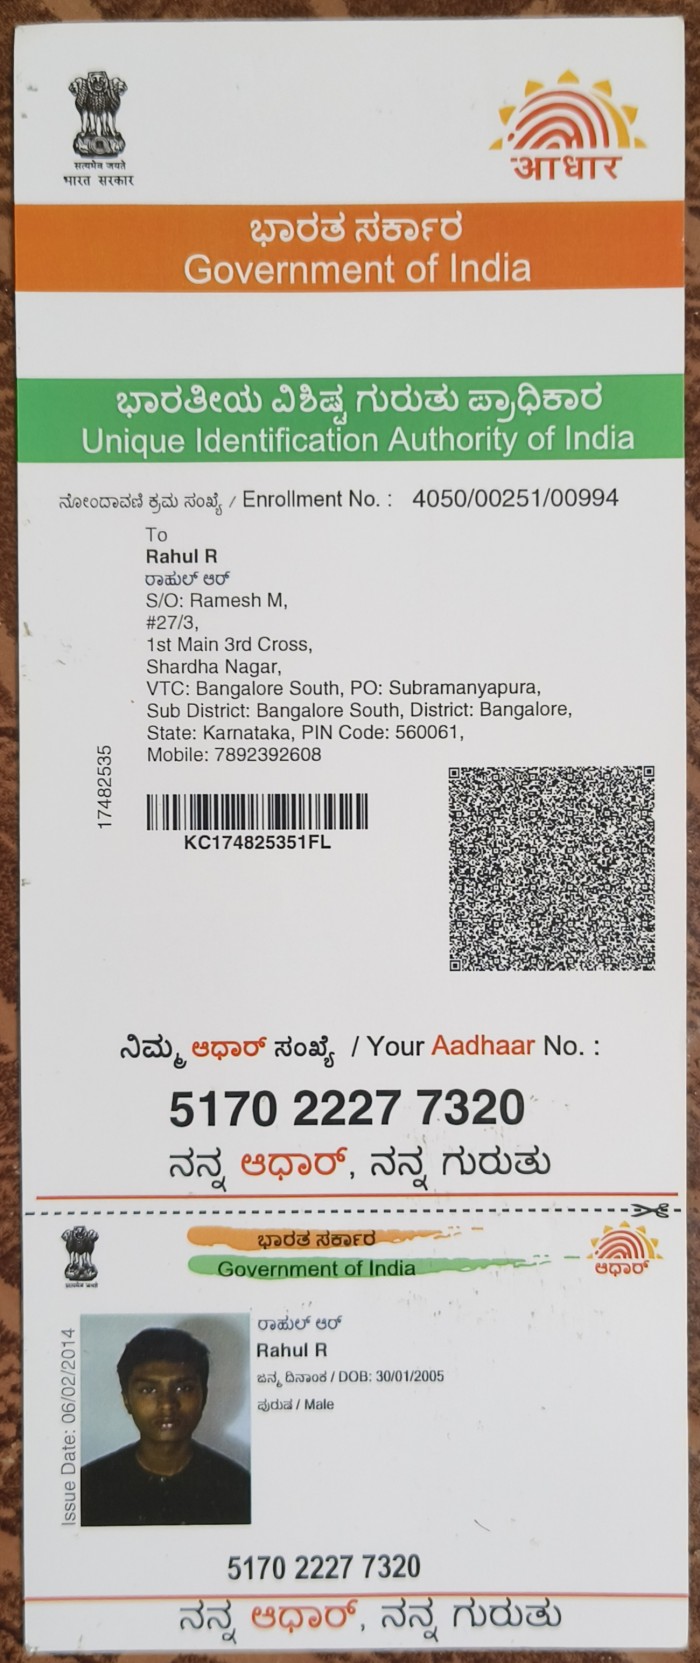 सत्यमेव जयते
भारत सरकार
आधार
ಭಾರತ ಸರ್ಕಾರ
Government of India
ಭಾರತೀಯ ವಿಶಿಷ್ಟ ಗುರುತು ಪ್ರಾಧಿಕಾರ
Unique Identification Authority of India
ನೋಂದಾವಣಿ ಕ್ರಮ ಸಂಖ್ಯೆ / Enrollment No. : 4050/00251/00994
To
Rahul R
ರಾಹುಲ್ ಆರ್
S/O: Ramesh M,
#27/3,
1st Main 3rd Cross,
Shardha Nagar,
VTC: Bangalore South, PO: Subramanyapura,
Sub District: Bangalore South, District: Bangalore,
State: Karnataka, PIN Code: 560061,
Mobile: 7892392608
17482535
KC174825351FL
ನಿಮ್ಮ ಆಧಾರ್ ಸಂಖ್ಯೆ / Your Aadhaar No. :
5170 2227 7320
ನನ್ನ ಆಧಾರ್, ನನ್ನ ಗುರುತು
ಭಾರತ ಸರ್ಕಾರ
Government of India
ಆಧಾರ್
Issue Date: 06/02/2014
ರಾಹುಲ್ ಆರ್
Rahul R
ಜನ್ಮ ದಿನಾಂಕ / DOB: 30/01/2005
ಪುರುಷ / Male
5170 2227 7320
ನನ್ನ ಆಧಾರ್, ನನ್ನ ಗುರುತು